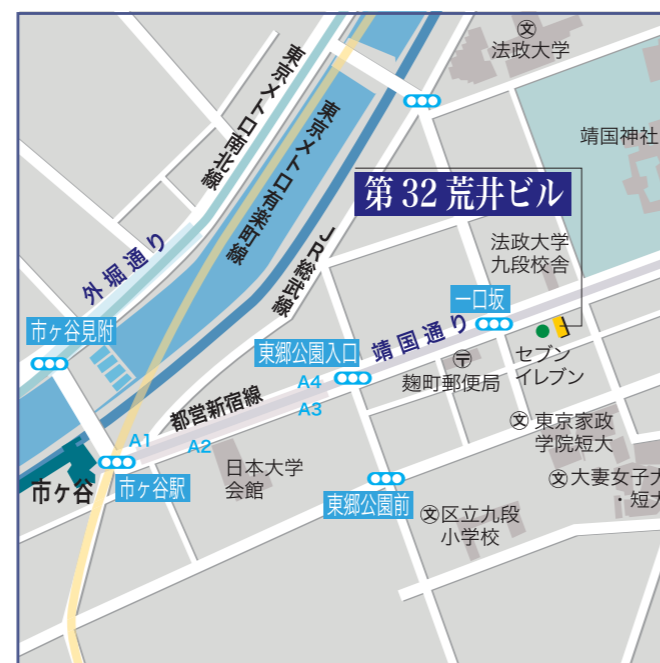 文
法政大学
靖国神社
東京メトロ南北線
東京メトロ有楽町線
第32荒井ビル
JR総武線
外堀通り
法政大学
九段校舎
一口坂
市ヶ谷見附
靖国通り
東郷公園入口
セブン
イレブン
〒
麹町郵便局
A4
A3
都営新宿線
A1
A2
文東京家政
学院短大
日本大学
会館
市ヶ谷
市ヶ谷駅
東郷公園前
文大妻女子大
・短大
文区立九段
小学校